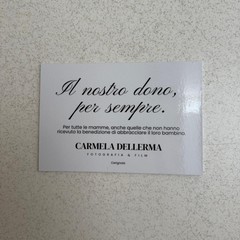 Il nostro dono,
per sempre.
Per tutte le mamme, anche quelle che non hanno
ricevuto la benedizione di abbracciare il loro bambino
CARMELA DELLERMA
FOTOGRAFIA & FILM